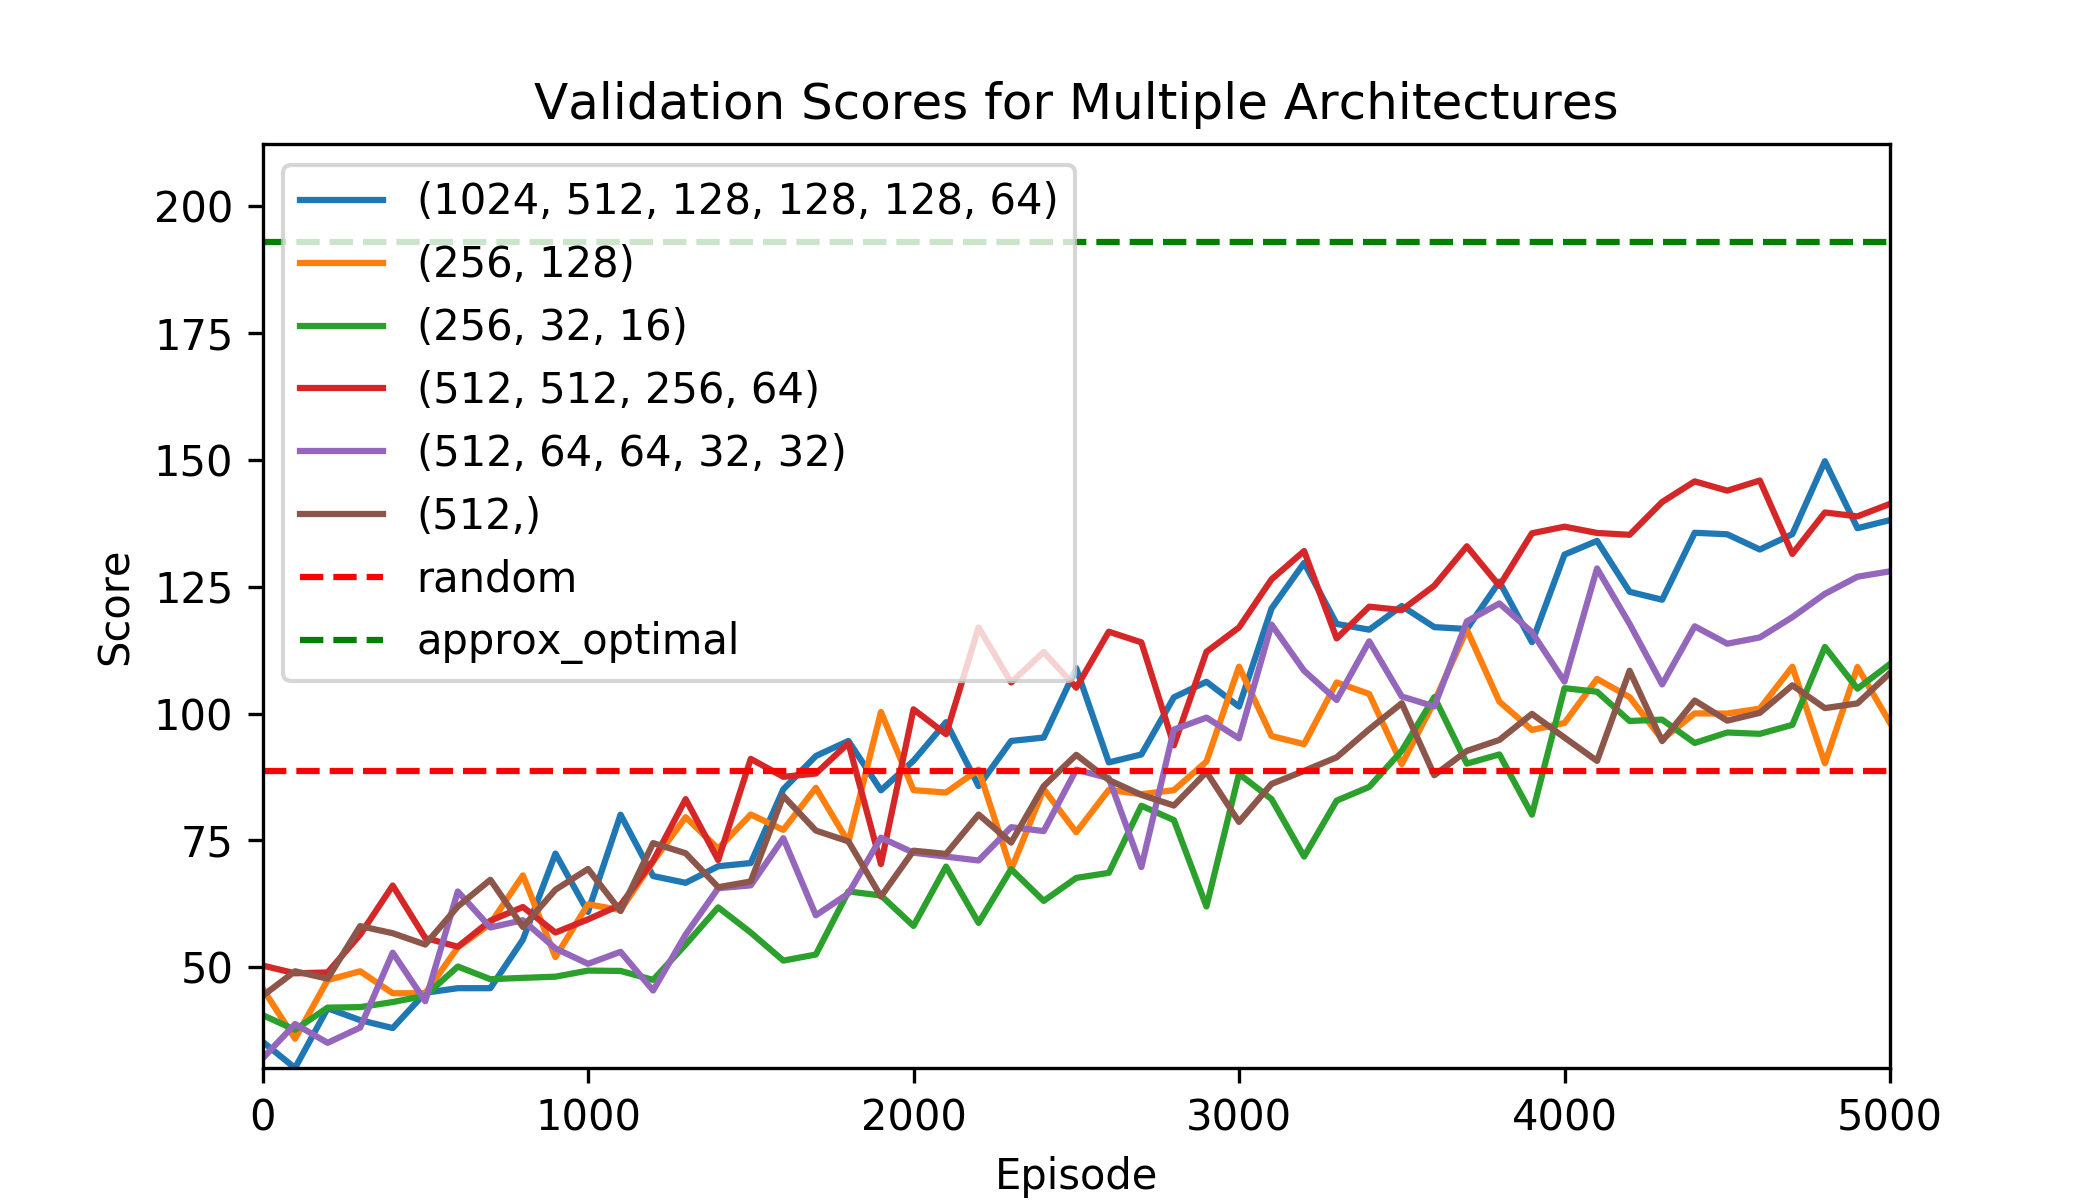 Validation Scores for Multiple Architectures
200
175
150
125
100
75
50
Score
(1024, 512, 128, 128, 128, 64)
(256, 128)
(256, 32, 16)
(512, 512, 256, 64)
(512, 64, 64, 32, 32)
(512,)
random
approx_optimal
0 1000 2000 3000 4000 5000
Episode